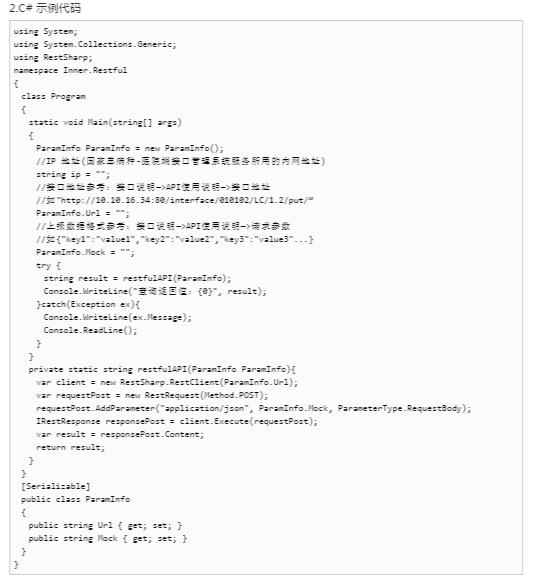 2.C# 示例代码
using System;
using System.Collections.Generic;
using RestSharp;
namespace Inner.Restful
{
class Program
{
static void Main(string[] args)
{
ParamInfo ParamInfo = new ParamInfo();
//IP 地址(国家单病种-医院端接口管理系统服务所用的内网地址)
string ip = "";
//接口地址参考: 接口说明->API使用说明->接口地址
//如"http://10.10.16.34:80/interface/010102/LC/1.2/put/"
ParamInfo.Url = "";
//上报数据格式参考: 接口说明->API使用说明->请求参数
//如{"key1":"value1","key2":"value2","key3":"value3"...}
ParamInfo.Mock = "";
try {
string result = restfulAPI(ParamInfo);
Console.WriteLine("查询返回值: {0}", result);
}catch(Exception ex){
Console.WriteLine(ex.Message);
Console.ReadLine();
}
}
private static string restfulAPI(ParamInfo ParamInfo){
var client = new RestSharp.RestClient(ParamInfo.Url);
var requestPost = new RestRequest(Method.POST);
requestPost.AddParameter("application/json", ParamInfo.Mock, ParameterType.RequestBody);
IRestResponse responsePost = client.Execute(requestPost);
var result = responsePost.Content;
return result;
}
}
[Serializable]
public class ParamInfo
{
public string Url { get; set; }
public string Mock { get; set; }
}
}